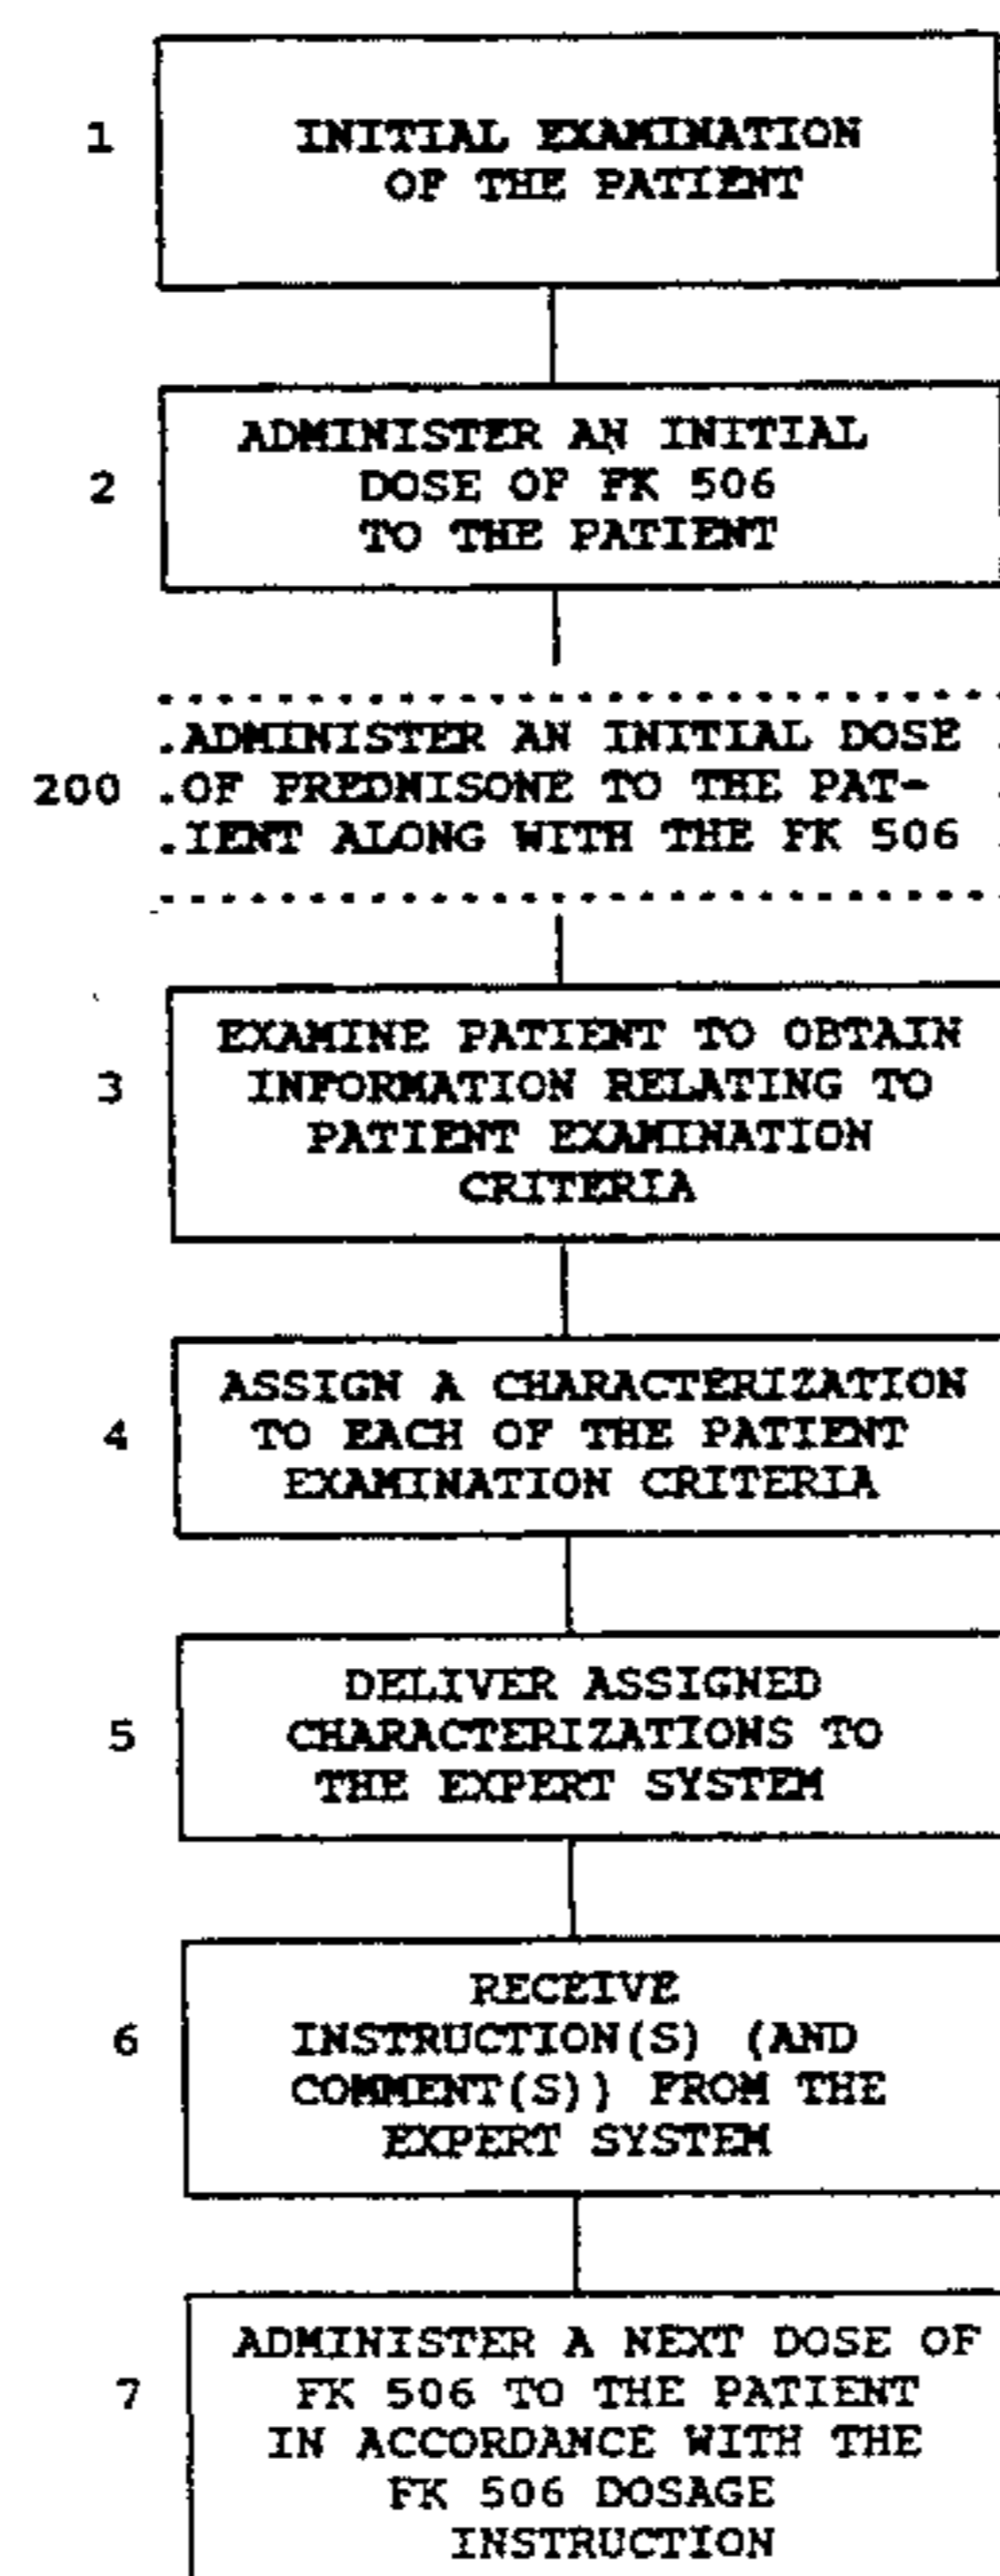 1
INITIAL EXAMINATION
OF THE PATIENT
2
ADMINISTER AN INITIAL
DOSE OF FK 506
TO THE PATIENT
200
ADMINISTER AN INITIAL DOSE
OF PREDNISONE TO THE PAT-
IENT ALONG WITH THE FK 506
3
EXAMINE PATIENT TO OBTAIN
INFORMATION RELATING TO
PATIENT EXAMINATION
CRITERIA
4
ASSIGN A CHARACTERIZATION
TO EACH OF THE PATIENT
EXAMINATION CRITERIA
5
DELIVER ASSIGNED
CHARACTERIZATIONS TO
THE EXPERT SYSTEM
6
RECEIVE
INSTRUCTION(S) (AND
COMMENT(S)) FROM THE
EXPERT SYSTEM
7
ADMINISTER A NEXT DOSE OF
FK 506 TO THE PATIENT
IN ACCORDANCE WITH THE
FK 506 DOSAGE
INSTRUCTION